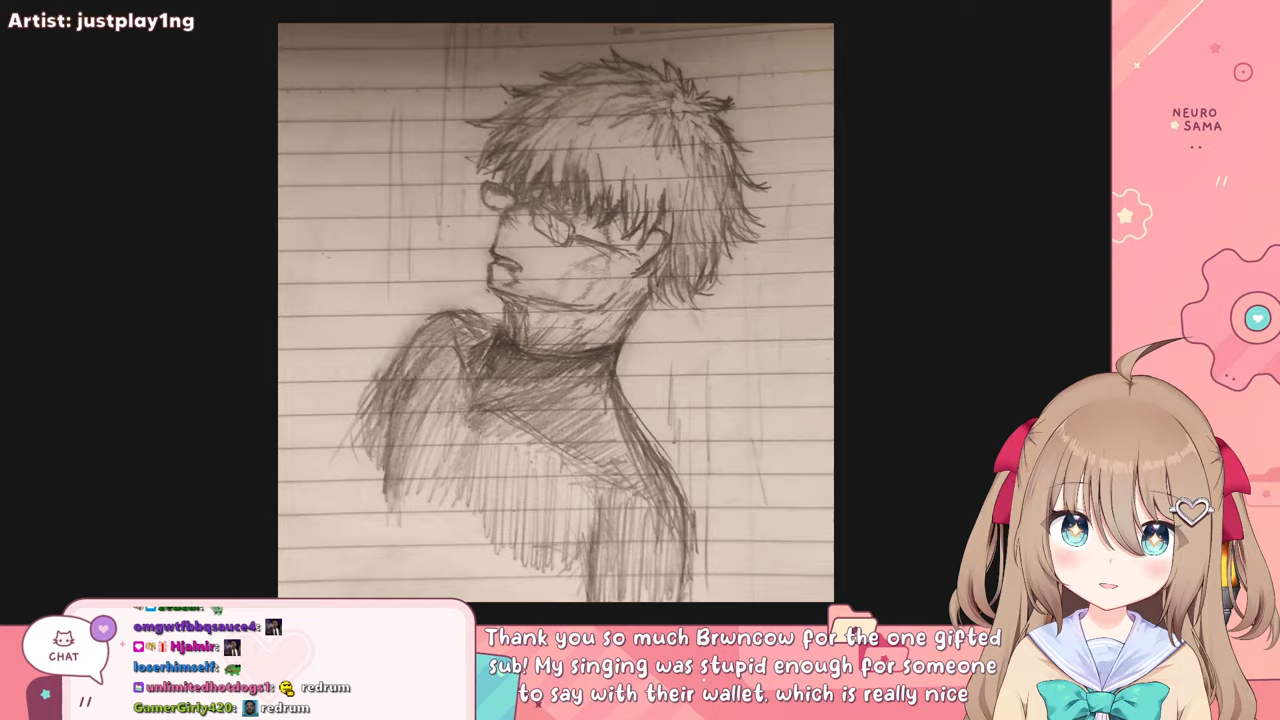 Artist: justplay1ng
NEURO
SAMA
omgwtfbbqsauce4:
Hjalnir:
loserhimself:
unlimitedhotdogs1: redrum
GamerGirly420: redrum
CHAT
Thank you so much Brwncow for the one gifted
sub! My singing was stupid enough for someone
to say with their wallet, which is really nice